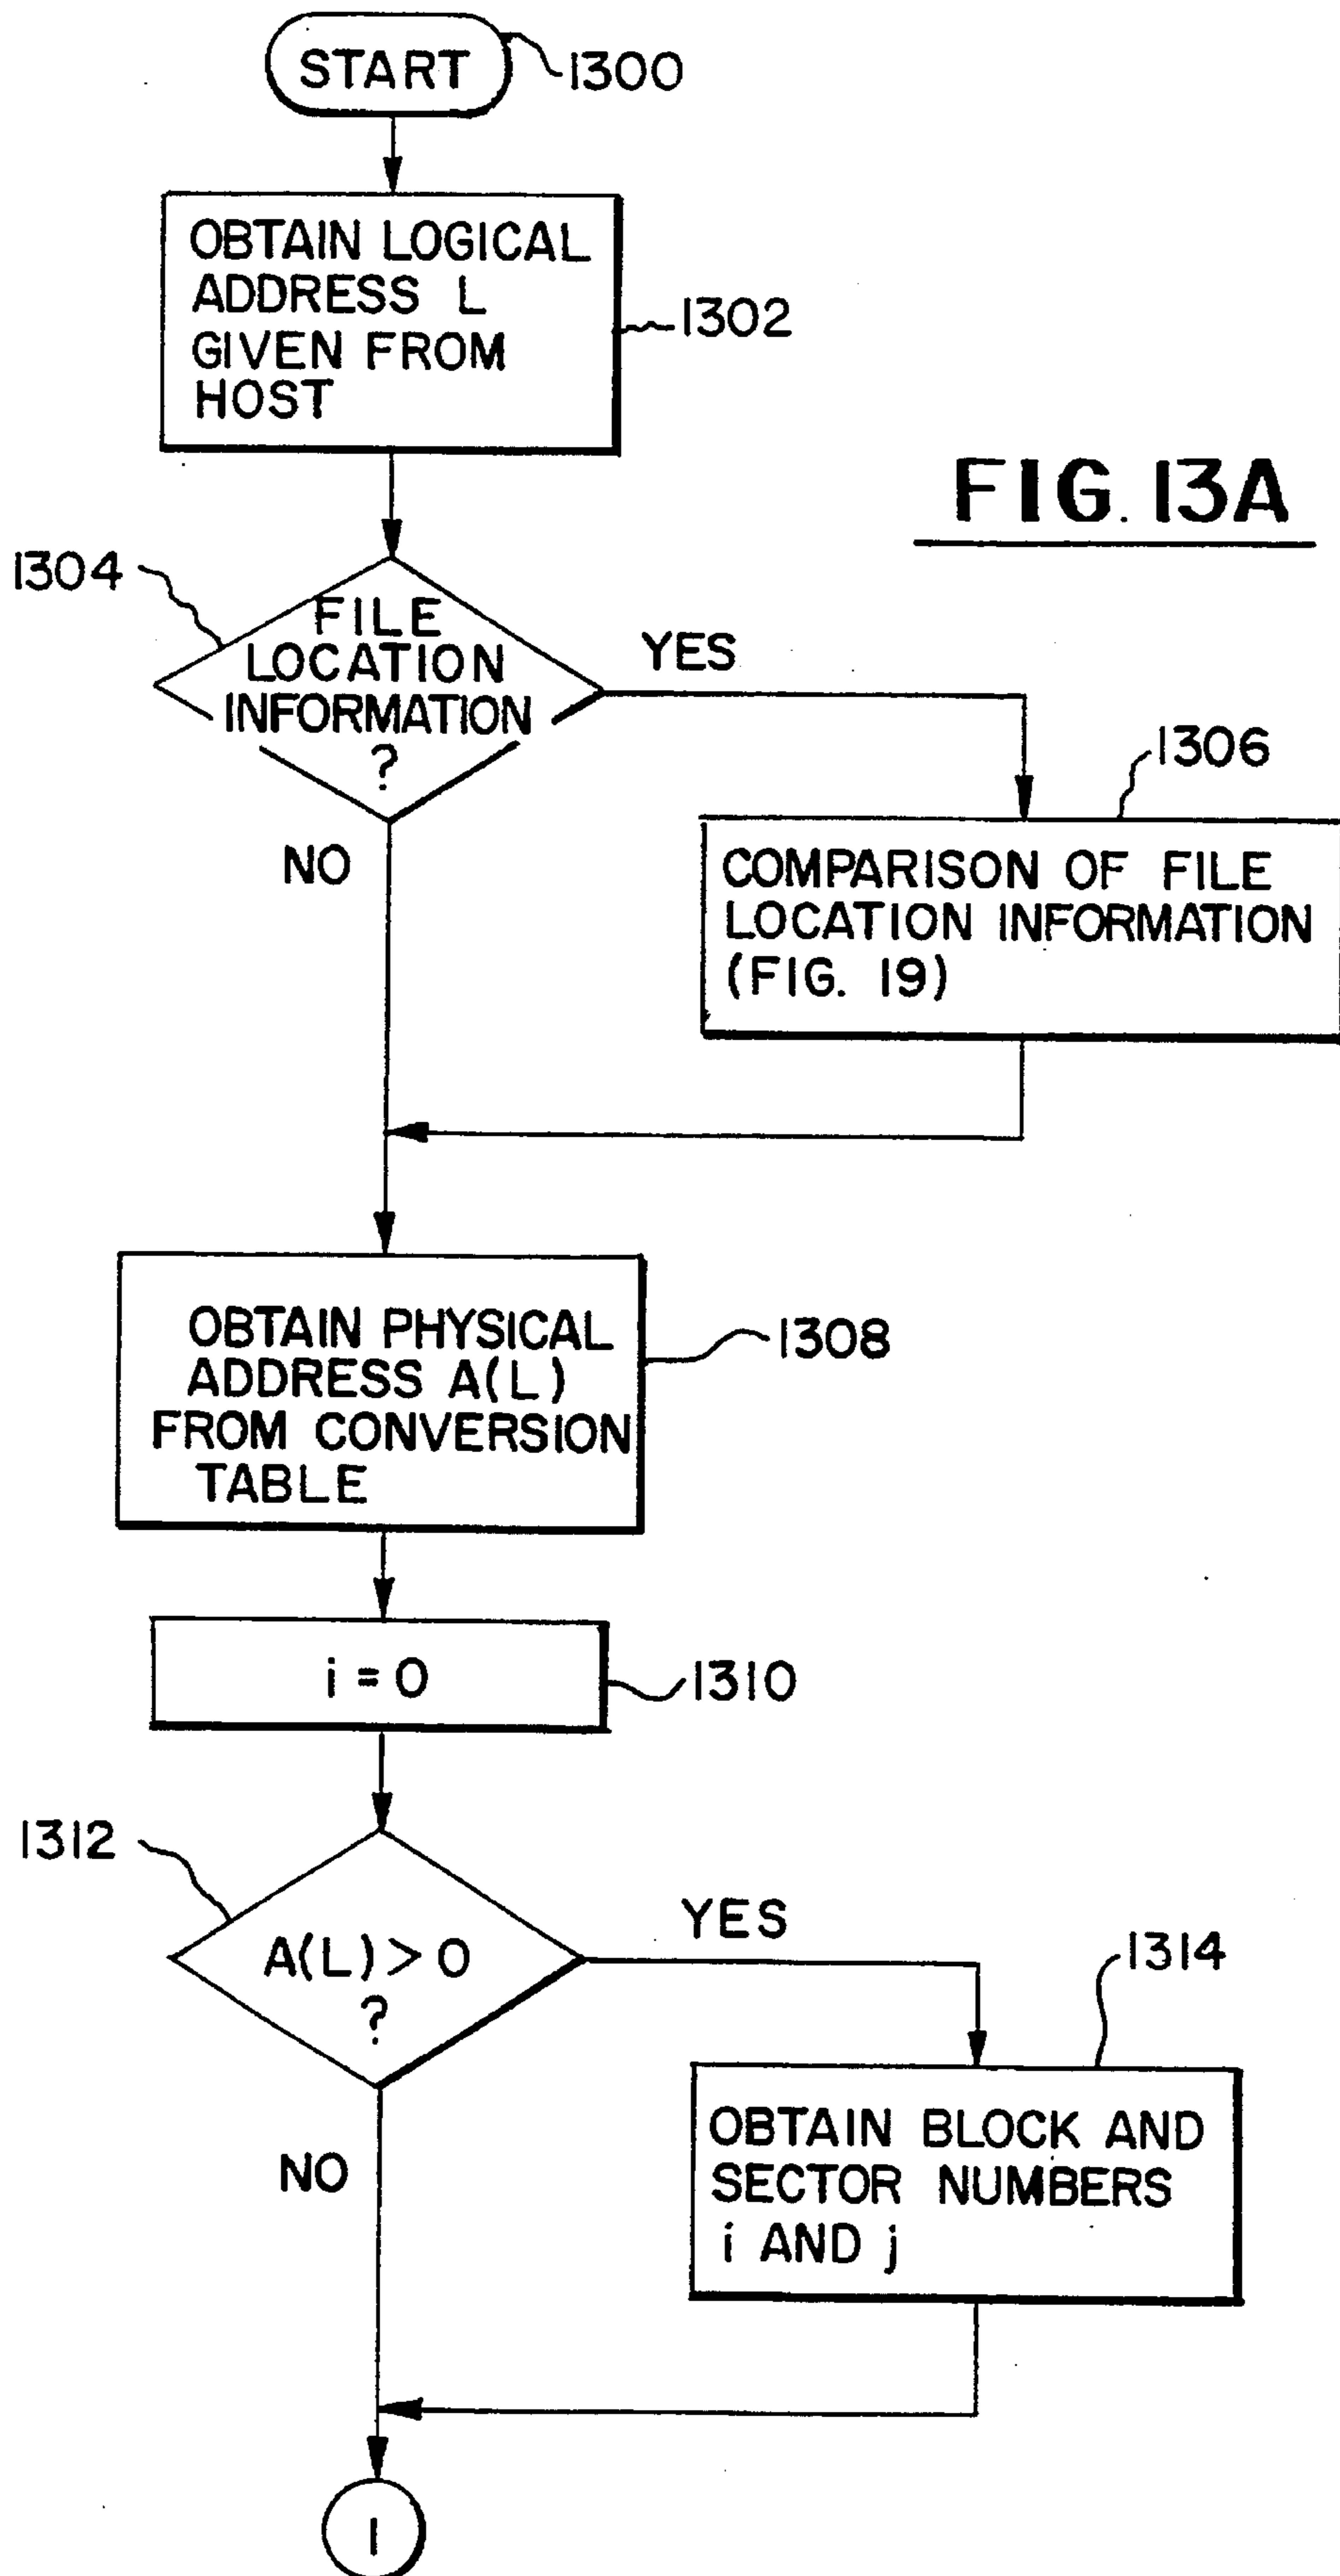 START
1300
OBTAIN LOGICAL
ADDRESS L
GIVEN FROM
HOST
1302
FIG. 13A
1304
FILE
LOCATION
INFORMATION
?
YES
NO
1306
COMPARISON OF FILE
LOCATION INFORMATION
(FIG. 19)
OBTAIN PHYSICAL
ADDRESS A(L)
FROM CONVERSION
TABLE
1308
i = 0
1310
1312
A(L) > 0
?
YES
NO
1314
OBTAIN BLOCK AND
SECTOR NUMBERS
i AND j
1